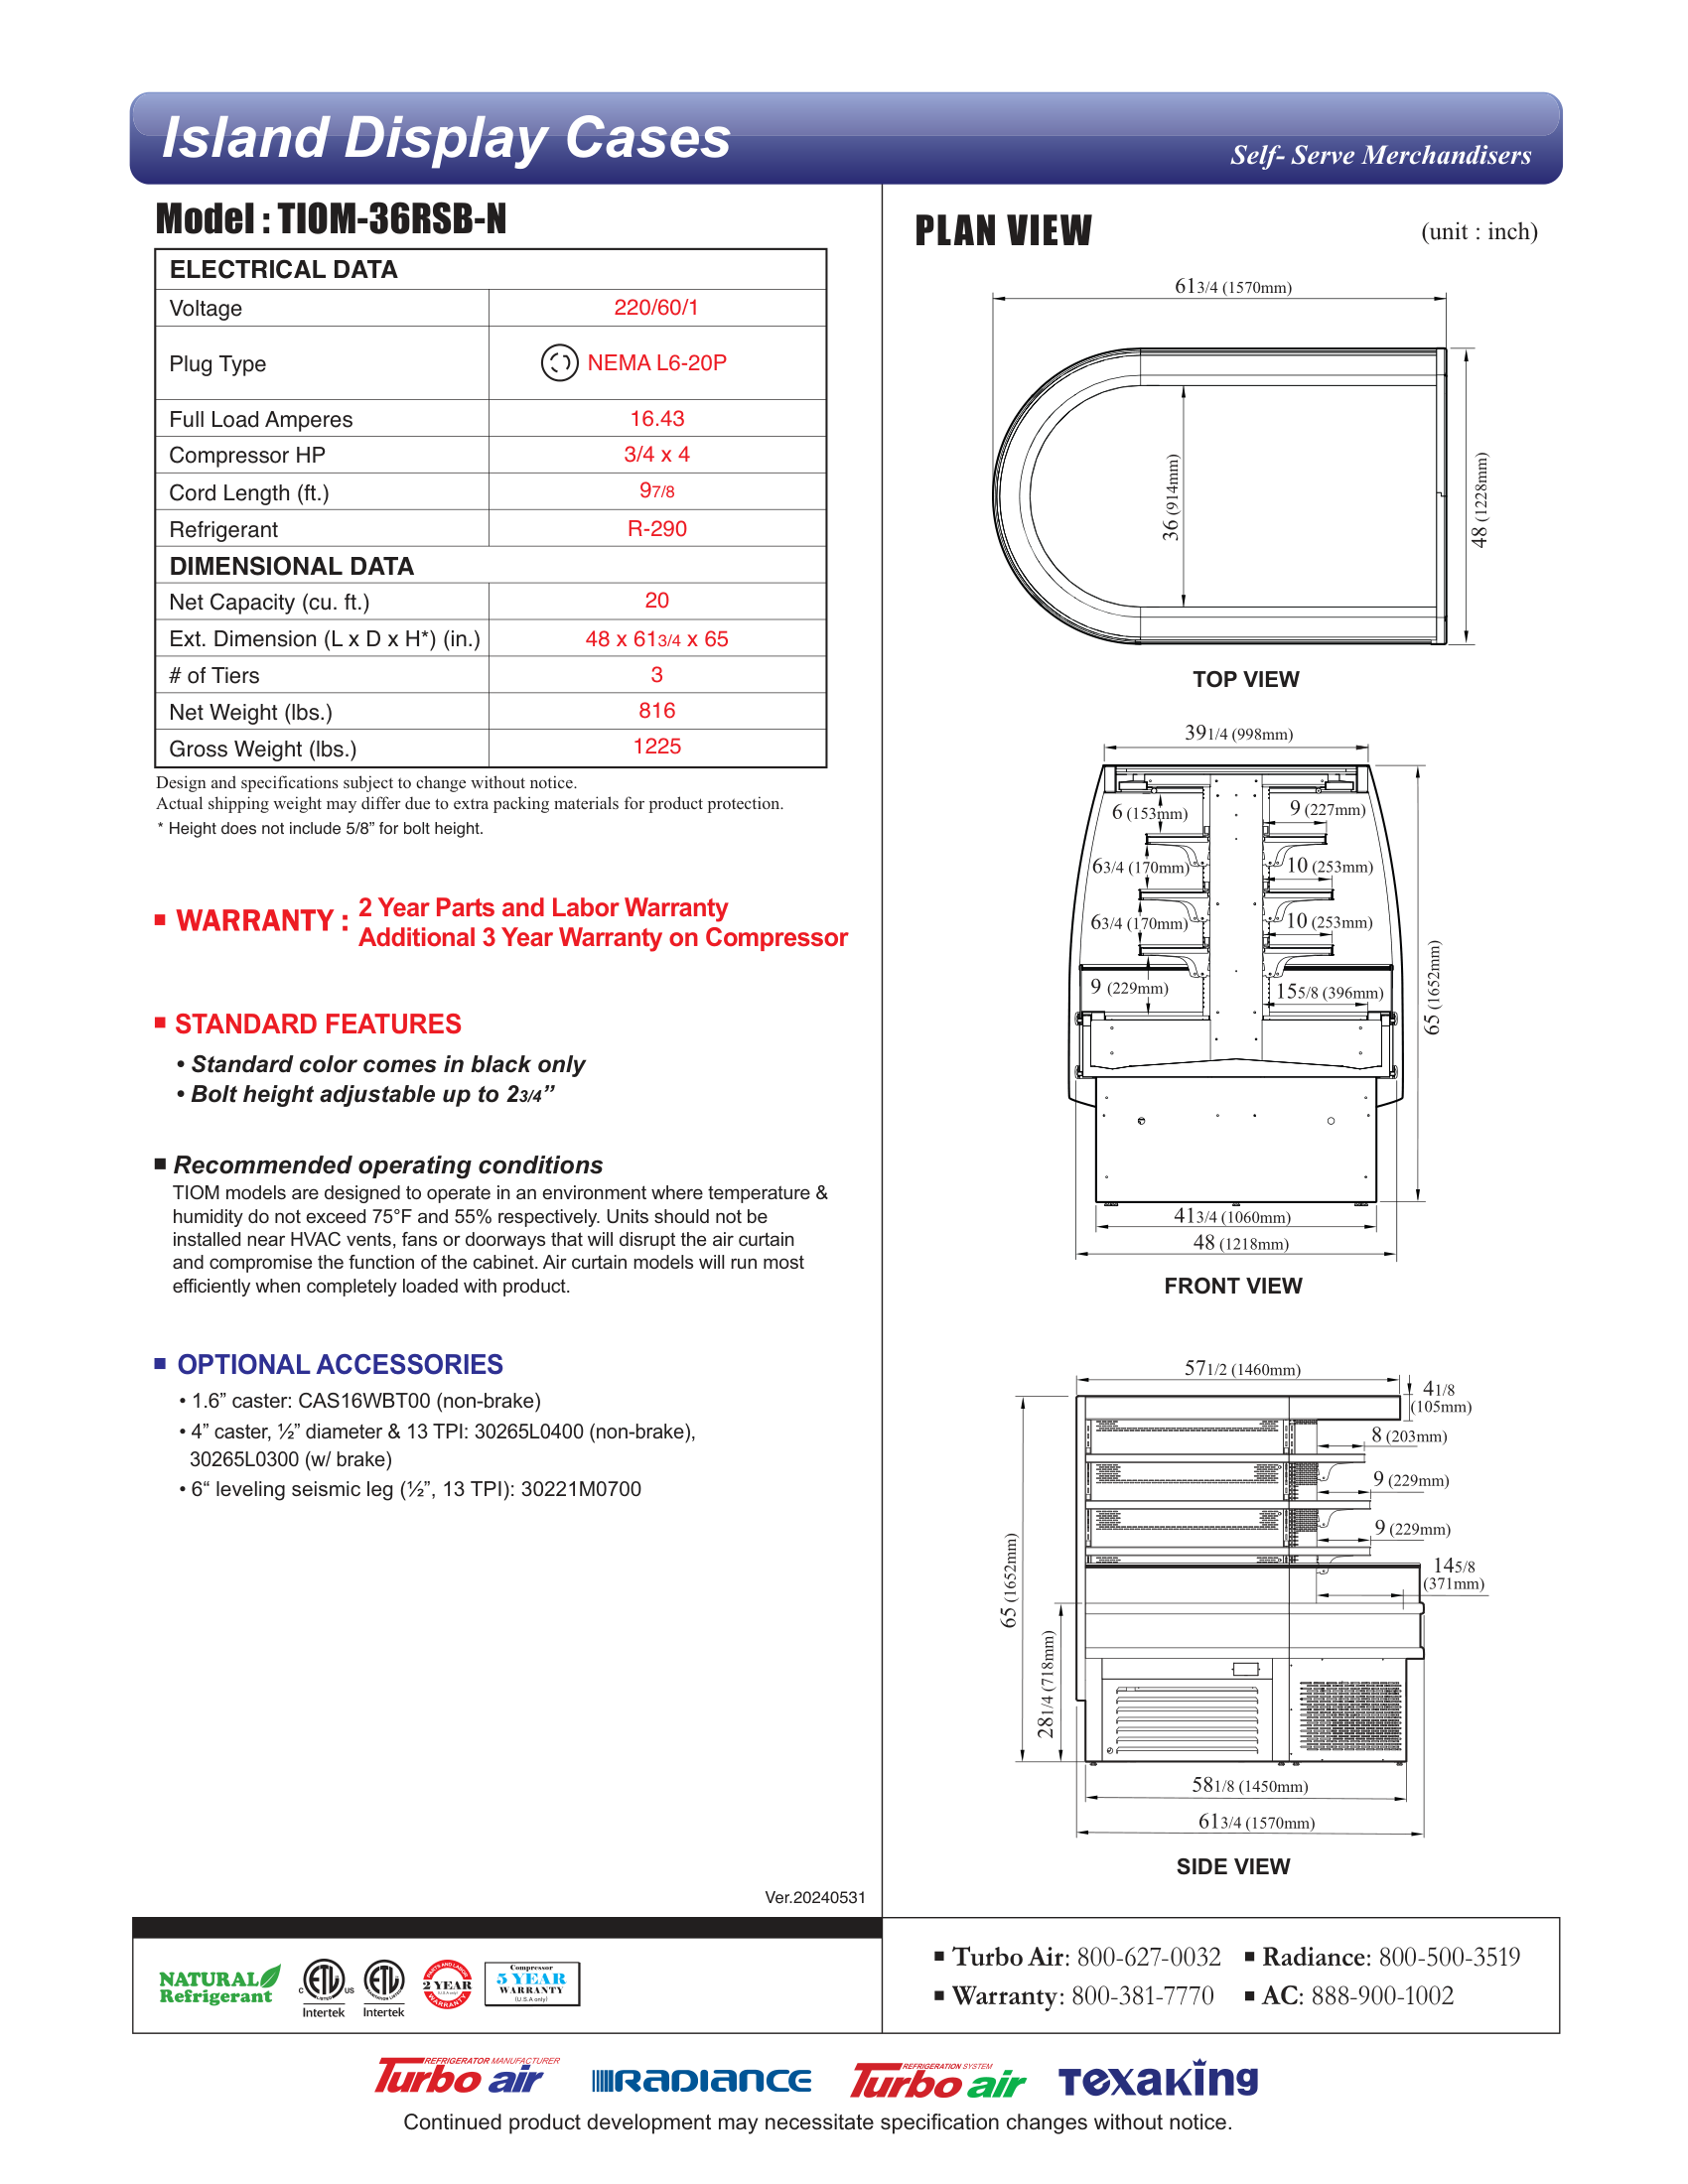 Island Display Cases
Self- Serve Merchandisers
Model : TIOM-36RSB-N
ELECTRICAL DATA
Voltage 220/60/1
Plug Type NEMA L6-20P
Full Load Amperes 16.43
Compressor HP 3/4 x 4
Cord Length (ft.) 97/8
Refrigerant R-290
DIMENSIONAL DATA
Net Capacity (cu. ft.) 20
Ext. Dimension (L x D x H*) (in.) 48 x 613/4 x 65
# of Tiers 3
Net Weight (lbs.) 816
Gross Weight (lbs.) 1225
Design and specifications subject to change without notice.
Actual shipping weight may differ due to extra packing materials for product protection.
* Height does not include 5/8” for bolt height.
■ WARRANTY : 2 Year Parts and Labor Warranty
Additional 3 Year Warranty on Compressor
■ STANDARD FEATURES
• Standard color comes in black only
• Bolt height adjustable up to 23/4”
■ Recommended operating conditions
TIOM models are designed to operate in an environment where temperature &
humidity do not exceed 75°F and 55% respectively. Units should not be
installed near HVAC vents, fans or doorways that will disrupt the air curtain
and compromise the function of the cabinet. Air curtain models will run most
efficiently when completely loaded with product.
■ OPTIONAL ACCESSORIES
• 1.6” caster: CAS16WBT00 (non-brake)
• 4” caster, ½” diameter & 13 TPI: 30265L0400 (non-brake),
30265L0300 (w/ brake)
• 6“ leveling seismic leg (½”, 13 TPI): 30221M0700
Ver.20240531
PLAN VIEW
(unit : inch)
613/4 (1570mm)
36 (914mm)
48 (1228mm)
TOP VIEW
391/4 (998mm)
6 (153mm)
9 (227mm)
63/4 (170mm)
10 (253mm)
63/4 (170mm)
10 (253mm)
9 (229mm)
155/8 (396mm)
65 (1652mm)
413/4 (1060mm)
48 (1218mm)
FRONT VIEW
571/2 (1460mm)
41/8
(105mm)
8 (203mm)
9 (229mm)
9 (229mm)
145/8
(371mm)
65 (1652mm)
281/4 (718mm)
581/8 (1450mm)
613/4 (1570mm)
SIDE VIEW
NATURAL
Refrigerant
C ETL US
LISTED
Intertek
ETL
Intertek
PARTS AND LABOR
2 YEAR
(U.S.A only)
WARRANTY
Compressor
5 YEAR
WARRANTY
(U.S.A only)
■ Turbo Air: 800-627-0032 ■ Radiance: 800-500-3519
■ Warranty: 800-381-7770 ■ AC: 888-900-1002
REFRIGERATOR MANUFACTURER
Turbo air
RADIANCE
REFRIGERATION SYSTEM
Turbo air
Texaking
Continued product development may necessitate specification changes without notice.